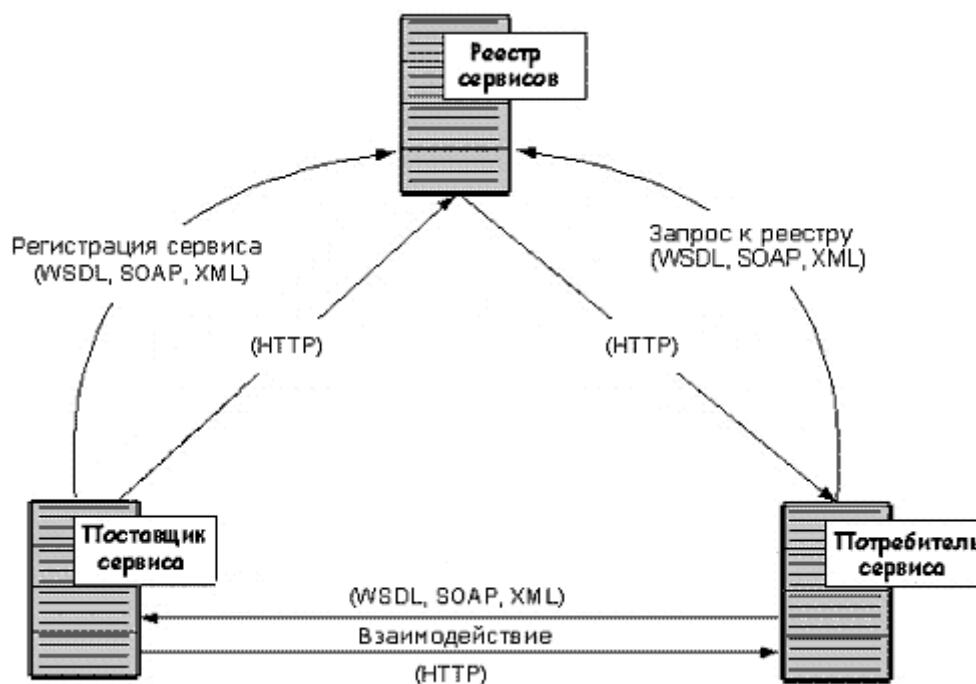 Реестр
сервисов
Регистрация сервиса
(WSDL, SOAP, XML)
Запрос к реестру
(WSDL, SOAP, XML)
(HTTP)
(HTTP)
Поставщик
сервиса
Потребитель
сервиса
(WSDL, SOAP, XML)
Взаимодействие
(HTTP)